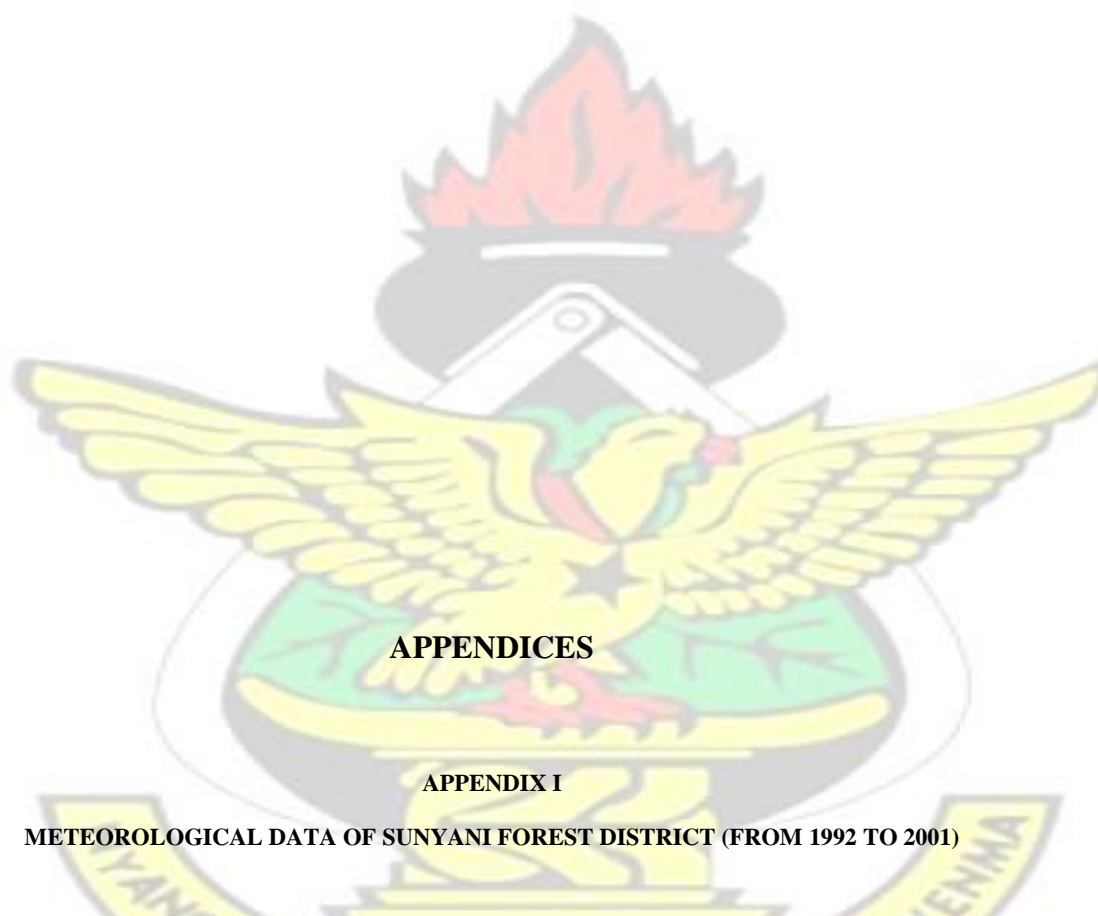 APPENDICES
APPENDIX I
METEOROLOGICAL DATA OF SUNYANI FOREST DISTRICT (FROM 1992 TO 2001)